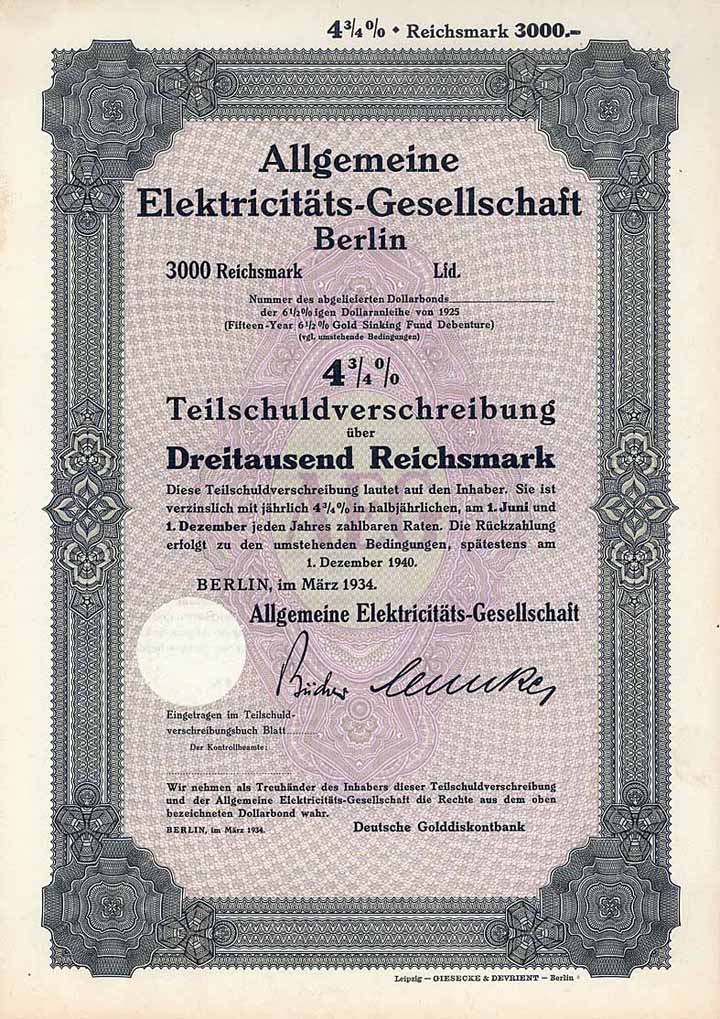 4¾% • Reichsmark 3000.—
Allgemeine
Elektricitäts-Gesellschaft
Berlin
3000 Reichsmark Lfd.
Nummer des abgelieferten Dollarbonds
der 6½%igen Dollaranleihe von 1925
(Fifteen-Year 6½% Gold Sinking Fund Debenture)
(vgl. umstehende Bedingungen)
4¾%
Teilschuldverschreibung
über
Dreitausend Reichsmark
Diese Teilschuldverschreibung lautet auf den Inhaber. Sie ist
verzinslich mit jährlich 4¾% in halbjährlichen, am 1. Juni und
1. Dezember jeden Jahres zahlbaren Raten. Die Rückzahlung
erfolgt zu den umstehenden Bedingungen, spätestens am
1. Dezember 1940.
BERLIN, im März 1934.
Allgemeine Elektricitäts-Gesellschaft
Bücher
Eingetragen im Teilschuld-
verschreibungsbuch Blatt
Der Kontrollbeamte:
Wir nehmen als Treuhänder des Inhabers dieser Teilschuldverschreibung
und der Allgemeine Elektricitäts-Gesellschaft die Rechte aus dem oben
bezeichneten Dollarbond wahr.
BERLIN, im März 1934. Deutsche Golddiskontbank
Leipzig — GIESECKE & DEVRIENT — Berlin